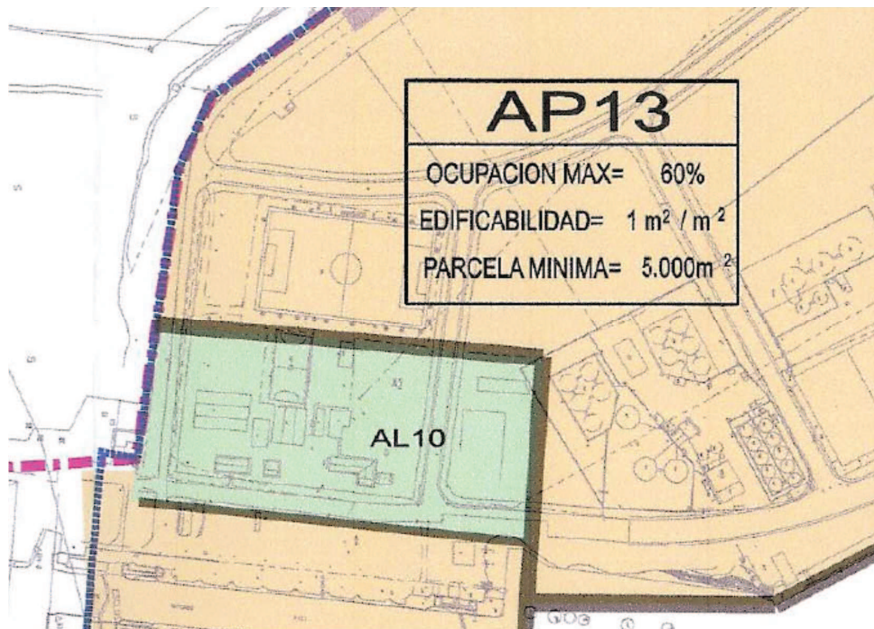 AP13
OCUPACION MAX= 60%
EDIFICABILIDAD= 1 m² / m²
PARCELA MINIMA= 5.000m²
AL10